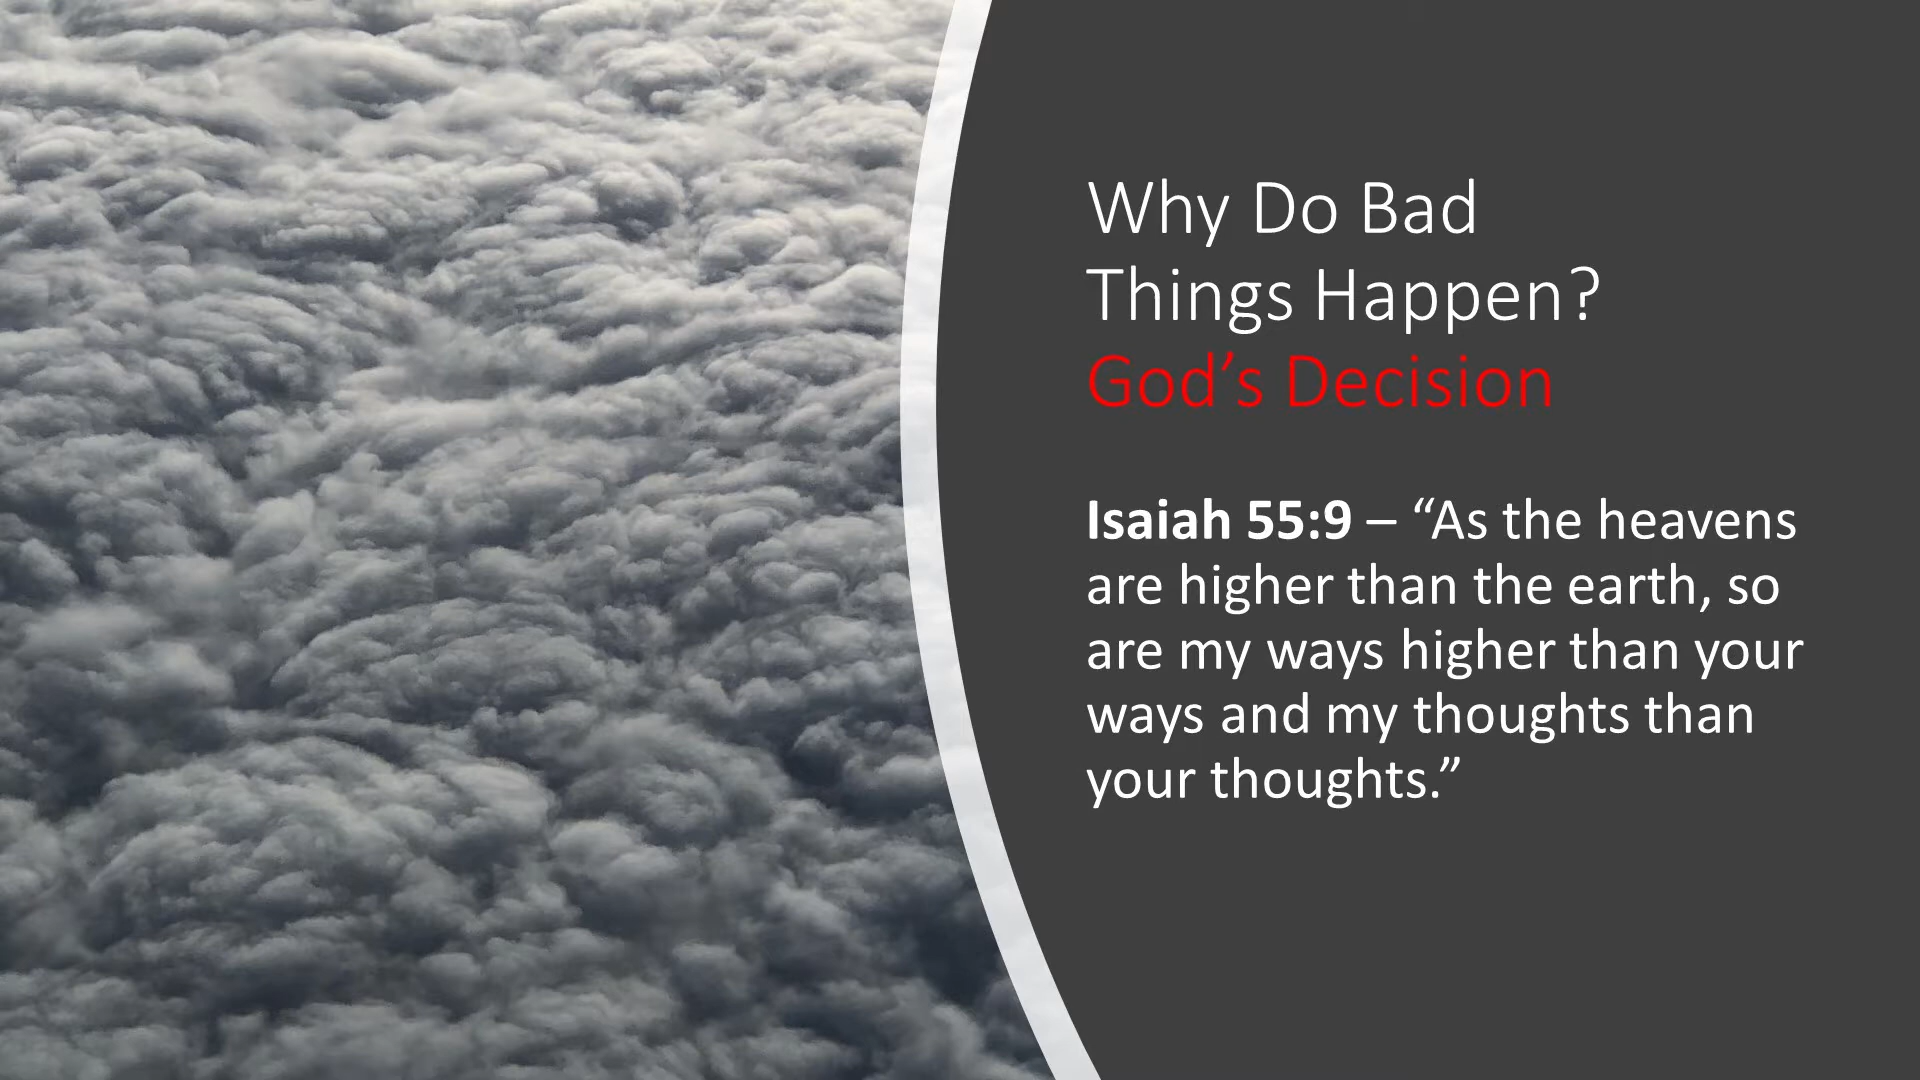 Why Do Bad
Things Happen?
God’s Decision
Isaiah 55:9 – “As the heavens
are higher than the earth, so
are my ways higher than your
ways and my thoughts than
your thoughts.”